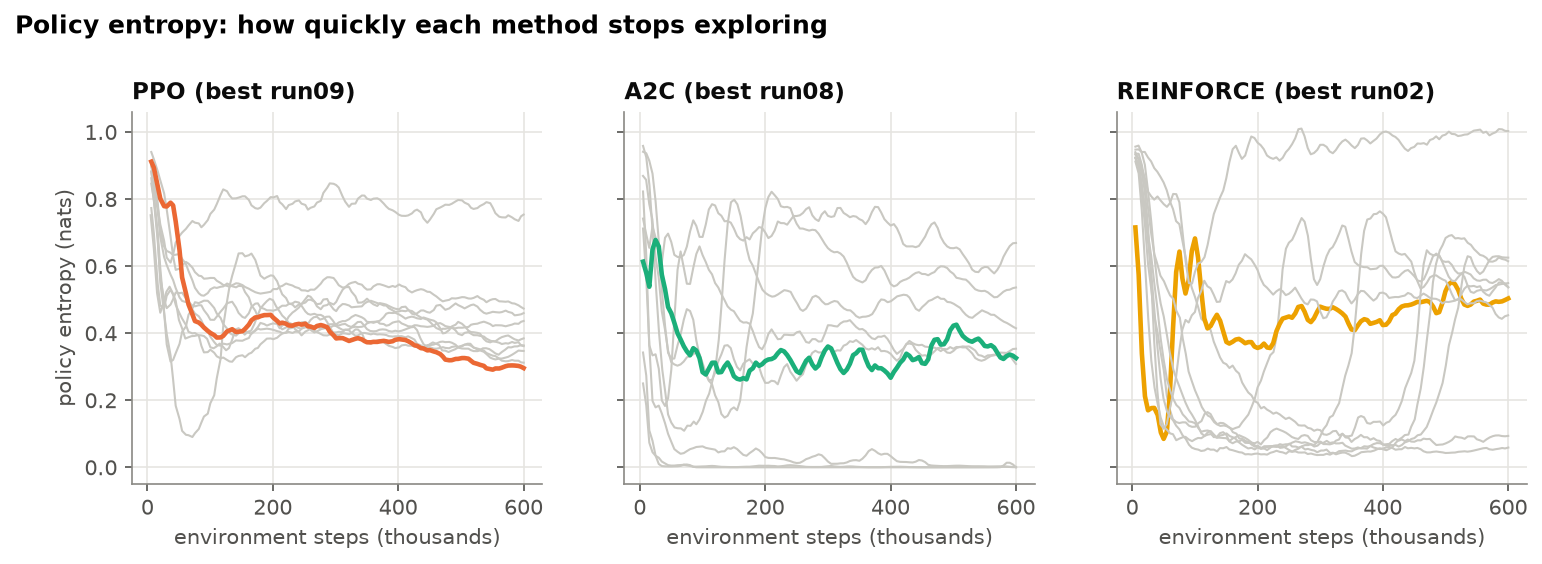 Policy entropy: how quickly each method stops exploring
PPO (best run09)
A2C (best run08)
REINFORCE (best run02)
policy entropy (nats)
1.0
0.8
0.6
0.4
0.2
0.0
0 200 400 600
0 200 400 600
0 200 400 600
environment steps (thousands)
environment steps (thousands)
environment steps (thousands)